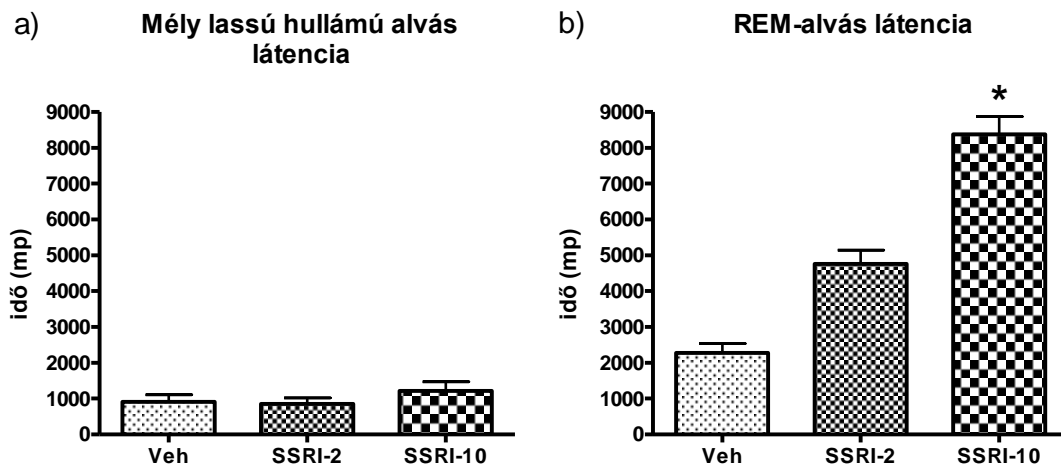 a)
Mély lassú hullámú alvás
látencia
idő (mp)
9000
8000
7000
6000
5000
4000
3000
2000
1000
0
Veh SSRI-2 SSRI-10
b)
REM-alvás látencia
idő (mp)
9000
8000
7000
6000
5000
4000
3000
2000
1000
0
*
Veh SSRI-2 SSRI-10